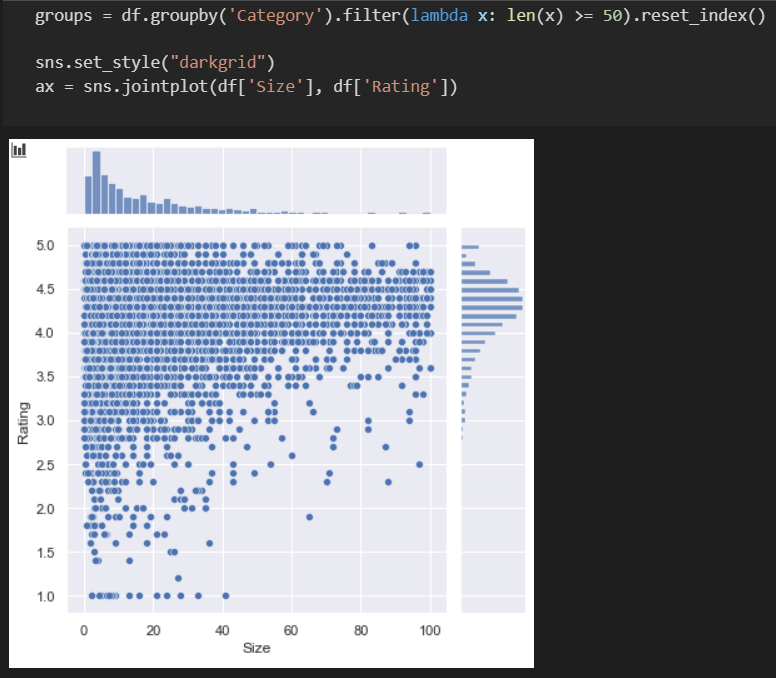 groups = df.groupby('Category').filter(lambda x: len(x) >= 50).reset_index()
sns.set_style("darkgrid")
ax = sns.jointplot(df['Size'], df['Rating'])
5.0
4.5
4.0
3.5
3.0
2.5
2.0
1.5
1.0
Rating
0 20 40 60 80 100
Size